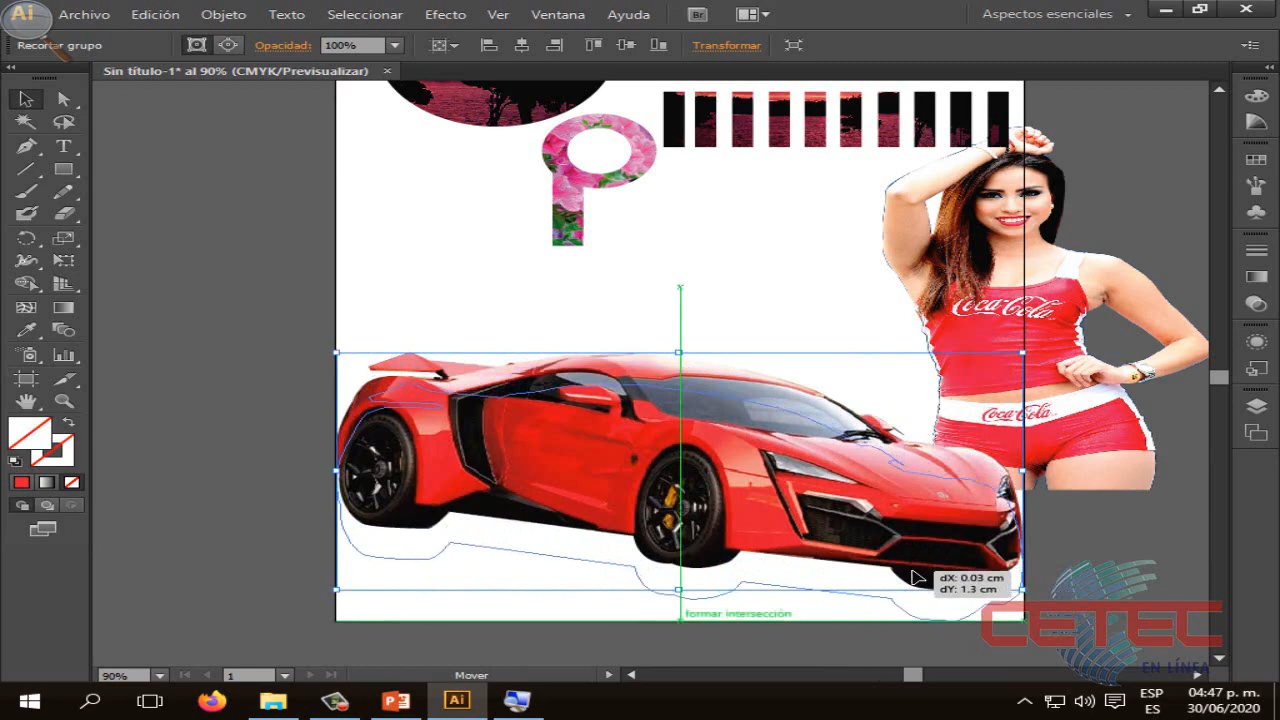 Ai Archivo Edición Objeto Texto Seleccionar Efecto Ver Ventana Ayuda Br Aspectos esenciales
Recortar grupo Opacidad: 100% Transformar
Sin título-1* al 90% (CMYK/Previsualizar)
Coca-Cola
Coca-Cola
dX: 0.03 cm
dY: 1.3 cm
formar intersección
CETEC
EN LÍNEA
90% 1 Mover
Ai ESP 04:47 p. m.
ES 30/06/2020